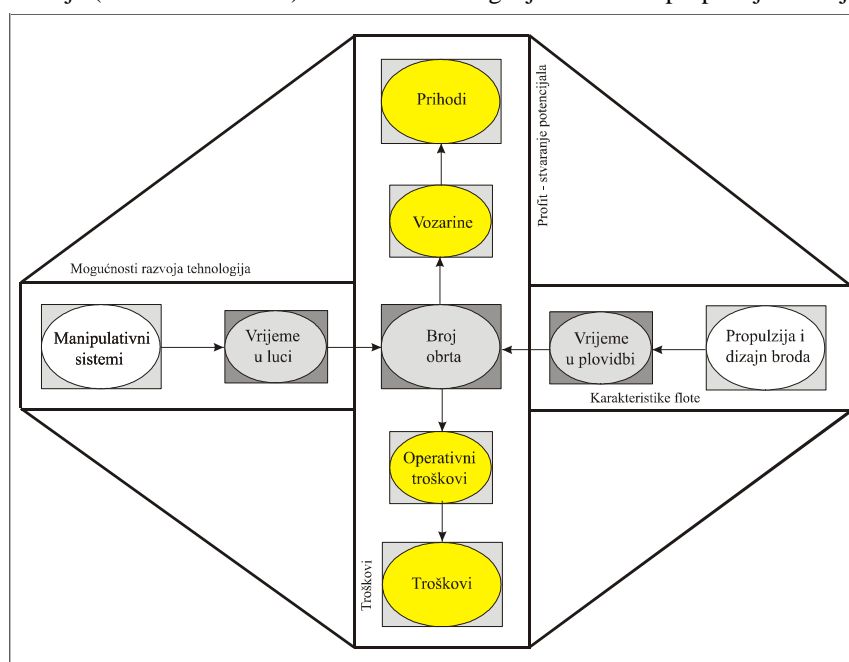 Prihodi
Profit - stvaranje potencijala
Vozarine
Mogućnosti razvoja tehnologija
Manipulativni
sistemi
Vrijeme
u luci
Broj
obrta
Vrijeme
u plovidbi
Propulzija i
dizajn broda
Karakteristike flote
Operativni
troškovi
Troškovi
Troškovi